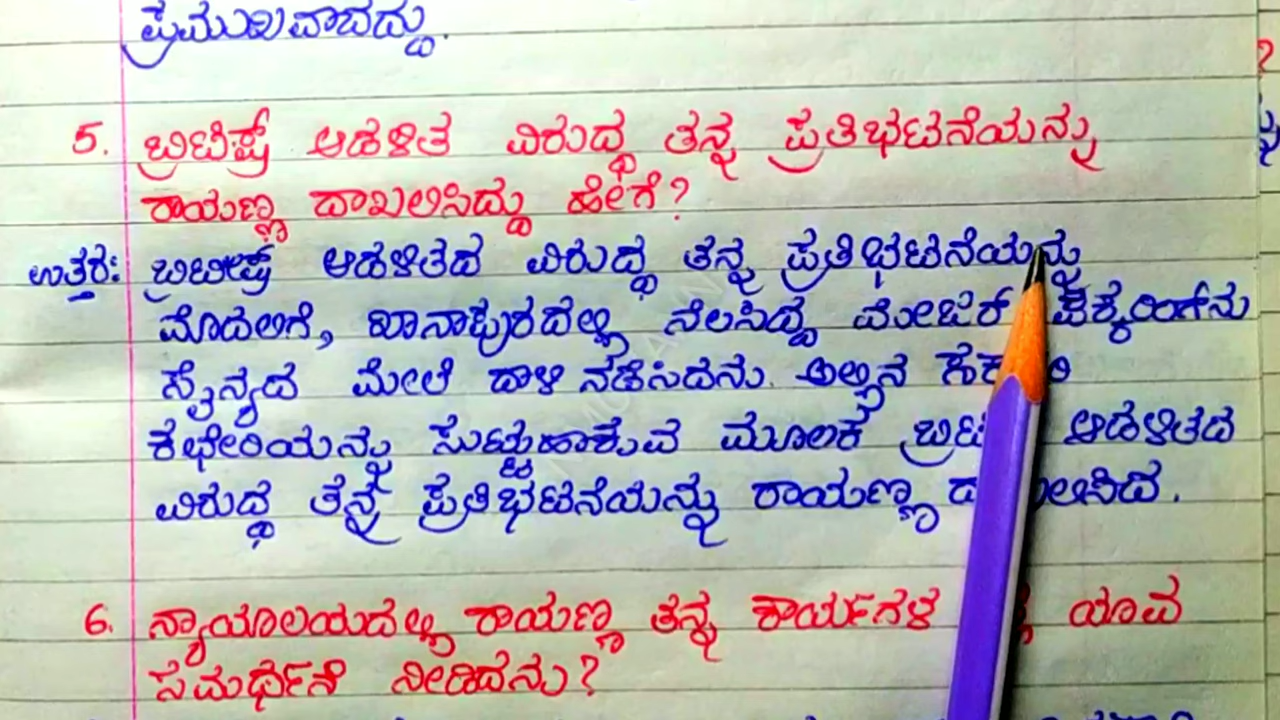 ಪ್ರಮುಖವಾದದ್ದು.
5. ಬ್ರಿಟಿಷ್ ಆಡಳಿತ ವಿರುದ್ಧ ತನ್ನ ಪ್ರತಿಭಟನೆಯನ್ನು
ರಾಯಣ್ಣ ದಾಖಲಿಸಿದ್ದು ಹೇಗೆ?
ಉತ್ತರ: ಬ್ರಿಟೀಷ್ ಆಡಳಿತದ ವಿರುದ್ಧ ತನ್ನ ಪ್ರತಿಭಟನೆಯನ್ನು
ಮೊದಲಿಗೆ, ಖಾನಾಪುರದಲ್ಲಿ ನೆಲಸಿದ್ದ ಮೇಜರ್ ಪಿಕ್ಕೆರಿಂಗ್‌ನು
ಸೈನ್ಯದ ಮೇಲೆ ದಾಳಿ ನಡೆಸಿದನು. ಅಲ್ಲಿನ
ಕಛೇರಿಯನ್ನು ಸುಟ್ಟುಹಾಕುವ ಮೂಲಕ ಆಡಳಿತದ
ವಿರುದ್ಧ ತನ್ನ ಪ್ರತಿಭಟನೆಯನ್ನು ರಾಯಣ್ಣ
6. ನ್ಯಾಯಾಲಯದಲ್ಲಿ ರಾಯಣ್ಣ ತನ್ನ ಕಾರ್ಯಗಳ ಯಾವ
ಸಮರ್ಥನೆ ನೀಡಿದನು?